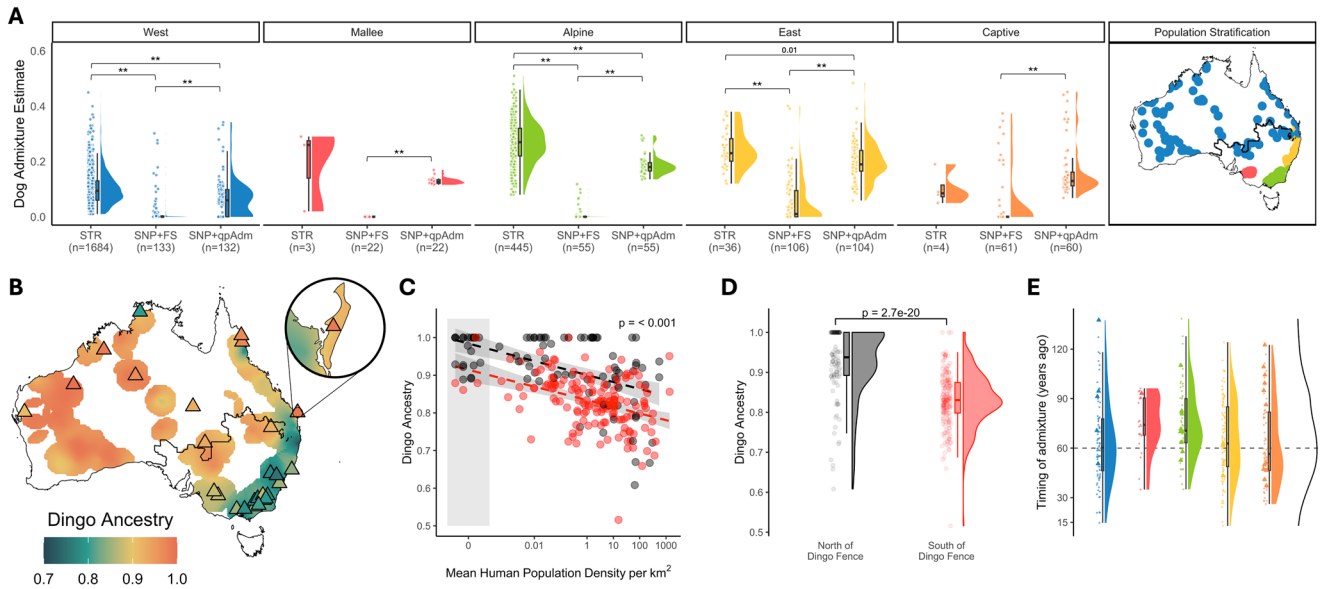 A
West
Mallee
Alpine
East
Captive
Population Stratification
Dog Admixture Estimate
0.6
0.4
0.2
0.0
**
**
**
**
**
**
**
0.01
**
**
**
STR
(n=1684)
SNP+FS
(n=133)
SNP+qpAdm
(n=132)
STR
(n=3)
SNP+FS
(n=22)
SNP+qpAdm
(n=22)
STR
(n=445)
SNP+FS
(n=55)
SNP+qpAdm
(n=55)
STR
(n=36)
SNP+FS
(n=106)
SNP+qpAdm
(n=104)
STR
(n=4)
SNP+FS
(n=61)
SNP+qpAdm
(n=60)
B
Dingo Ancestry
0.7 0.8 0.9 1.0
C
p = < 0.001
Dingo Ancestry
1.0
0.9
0.8
0.7
0.6
0.5
0 0.01 1 10 100 1000
Mean Human Population Density per km²
D
p = 2.7e-20
Dingo Ancestry
1.0
0.9
0.8
0.7
0.6
0.5
North of
Dingo Fence
South of
Dingo Fence
E
Timing of admixture (years ago)
120
90
60
30
15